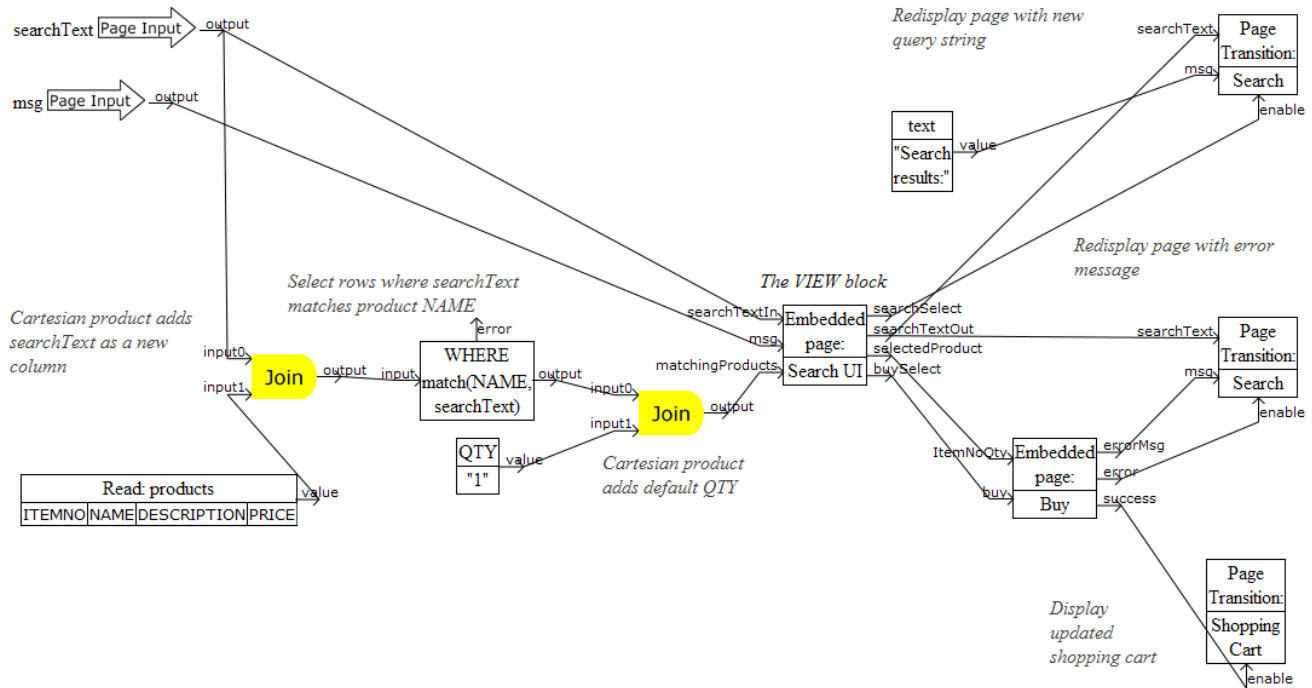 searchText Page Input output
msg Page Input output
Redisplay page with new
query string
searchText
msg
Page
Transition:
Search
enable
text
"Search
results:"
value
Redisplay page with error
message
Select rows where searchText
matches product NAME
error
Cartesian product adds
searchText as a new
column
input0
input1
Join
output
input
WHERE
match(NAME,
searchText)
output
input0
input1
Join
output
QTY
"1"
value
Cartesian product
adds default QTY
Read: products
ITEMNO NAME DESCRIPTION PRICE
value
The VIEW block
searchTextIn
msg
matchingProducts
Embedded
page:
Search UI
searchSelect
searchTextOut
selectedProduct
buySelect
searchText
msg
Page
Transition:
Search
enable
ItemNoQty
buy
Embedded
page:
Buy
errorMsg
error
success
Display
updated
shopping cart
Page
Transition:
Shopping
Cart
enable